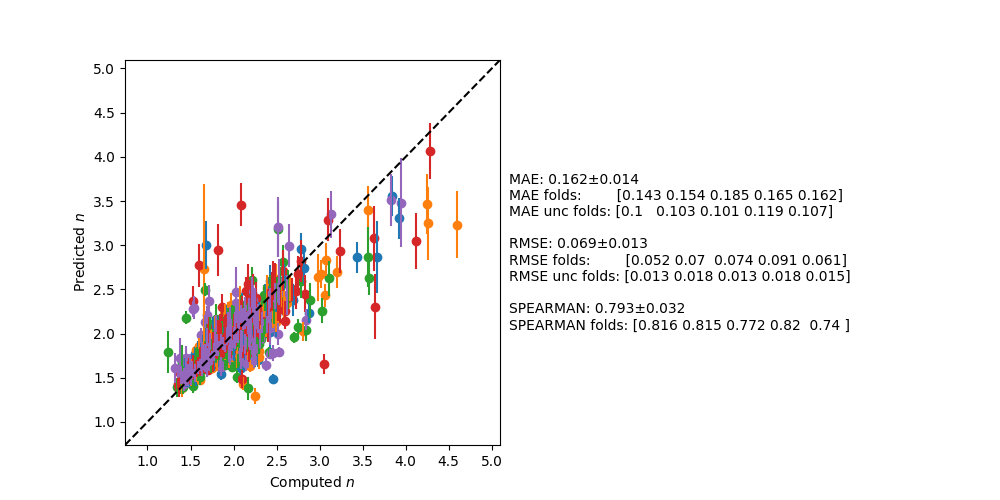 5.0
4.5
4.0
3.5
3.0
2.5
2.0
1.5
1.0
Predicted n
1.0 1.5 2.0 2.5 3.0 3.5 4.0 4.5 5.0
Computed n
MAE: 0.162±0.014
MAE folds: [0.143 0.154 0.185 0.165 0.162]
MAE unc folds: [0.1 0.103 0.101 0.119 0.107]
RMSE: 0.069±0.013
RMSE folds: [0.052 0.07 0.074 0.091 0.061]
RMSE unc folds: [0.013 0.018 0.013 0.018 0.015]
SPEARMAN: 0.793±0.032
SPEARMAN folds: [0.816 0.815 0.772 0.82 0.74 ]